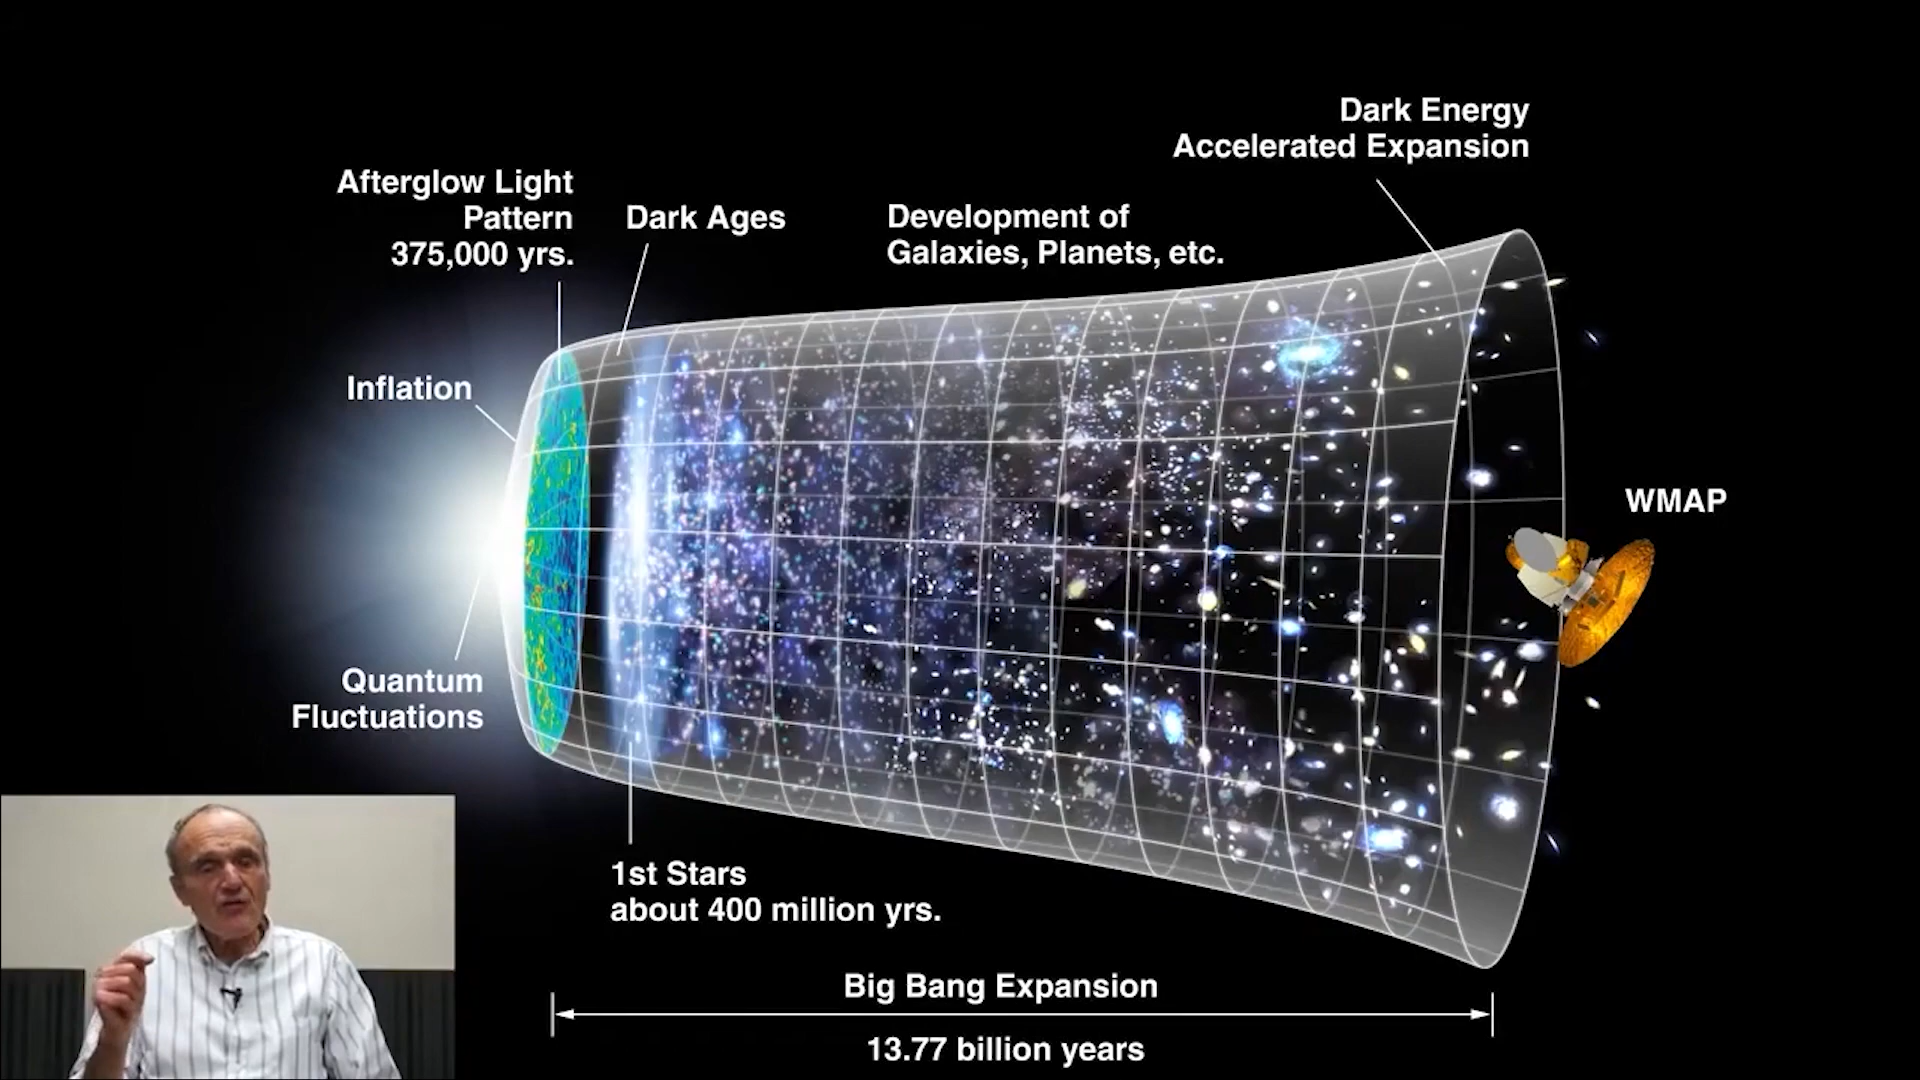 Dark Energy
Accelerated Expansion
Afterglow Light
Pattern
375,000 yrs.
Dark Ages
Development of
Galaxies, Planets, etc.
Inflation
WMAP
Quantum
Fluctuations
1st Stars
about 400 million yrs.
Big Bang Expansion
13.77 billion years